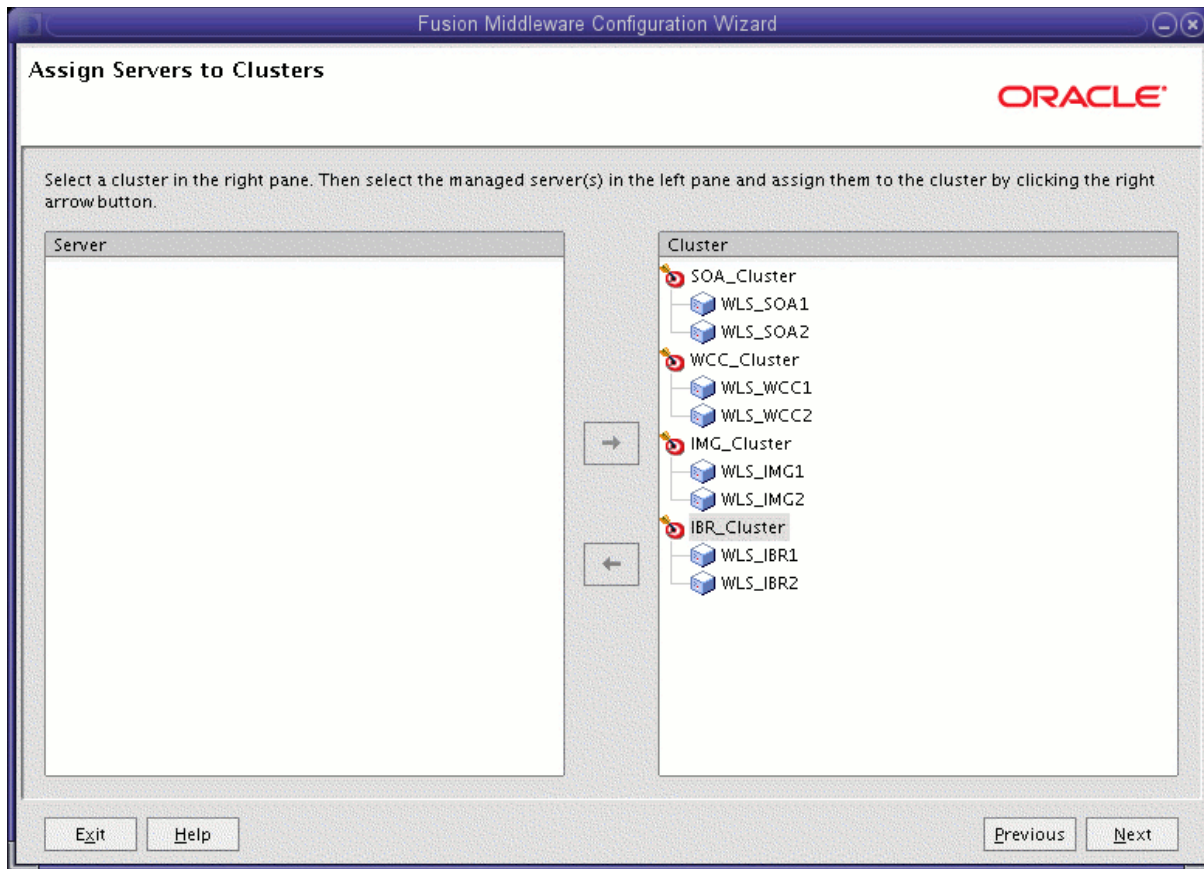 Fusion Middleware Configuration Wizard
Assign Servers to Clusters
ORACLE
Select a cluster in the right pane. Then select the managed server(s) in the left pane and assign them to the cluster by clicking the right
arrow button.
Server
Cluster
SOA_Cluster
WLS_SOA1
WLS_SOA2
WCC_Cluster
WLS_WCC1
WLS_WCC2
IMG_Cluster
WLS_IMG1
WLS_IMG2
IBR_Cluster
WLS_IBR1
WLS_IBR2
Exit
Help
Previous
Next